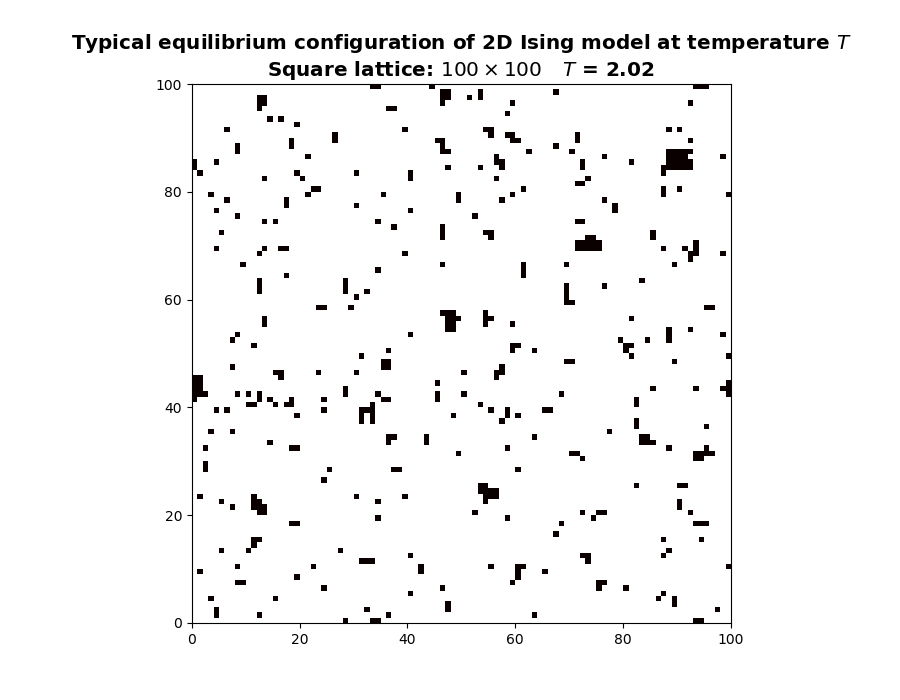 Typical equilibrium configuration of 2D Ising model at temperature T
Square lattice: 100 × 100 T = 2.02
100
80
60
40
20
0
0 20 40 60 80 100